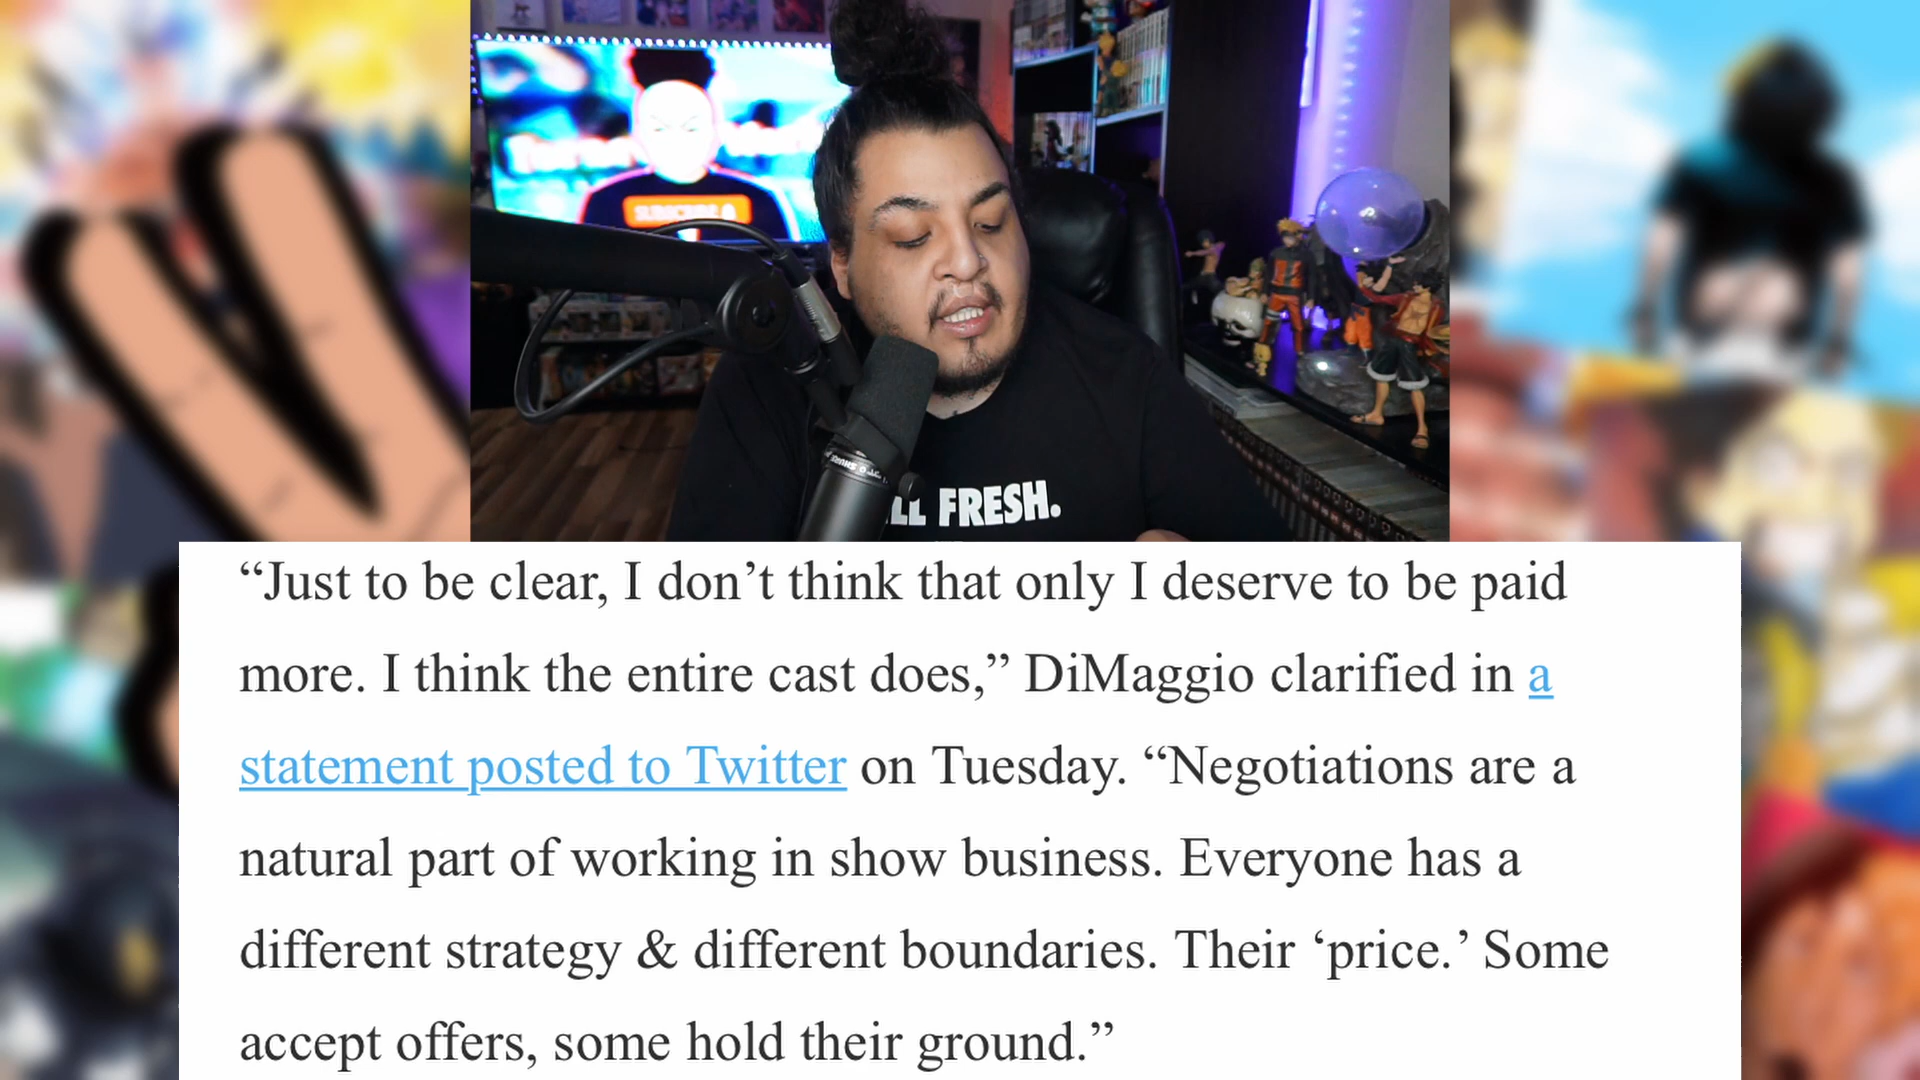 SUBSCRIBE
LL FRESH.
“Just to be clear, I don’t think that only I deserve to be paid
more. I think the entire cast does,” DiMaggio clarified in a
statement posted to Twitter on Tuesday. “Negotiations are a
natural part of working in show business. Everyone has a
different strategy & different boundaries. Their ‘price.’ Some
accept offers, some hold their ground.”